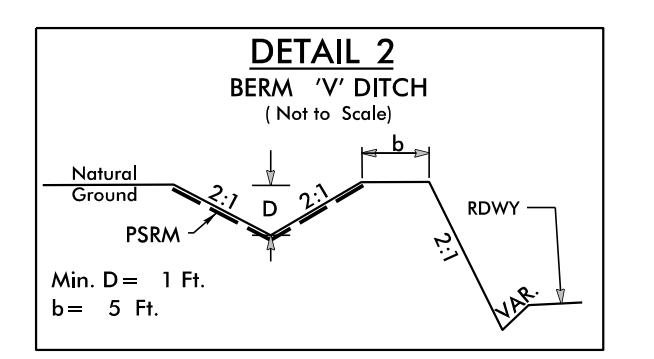 DETAIL 2
BERM 'V' DITCH
( Not to Scale)
b
Natural
Ground
2:1
D
2:1
RDWY
PSRM
2:1
Min. D = 1 Ft.
VAR.
b = 5 Ft.